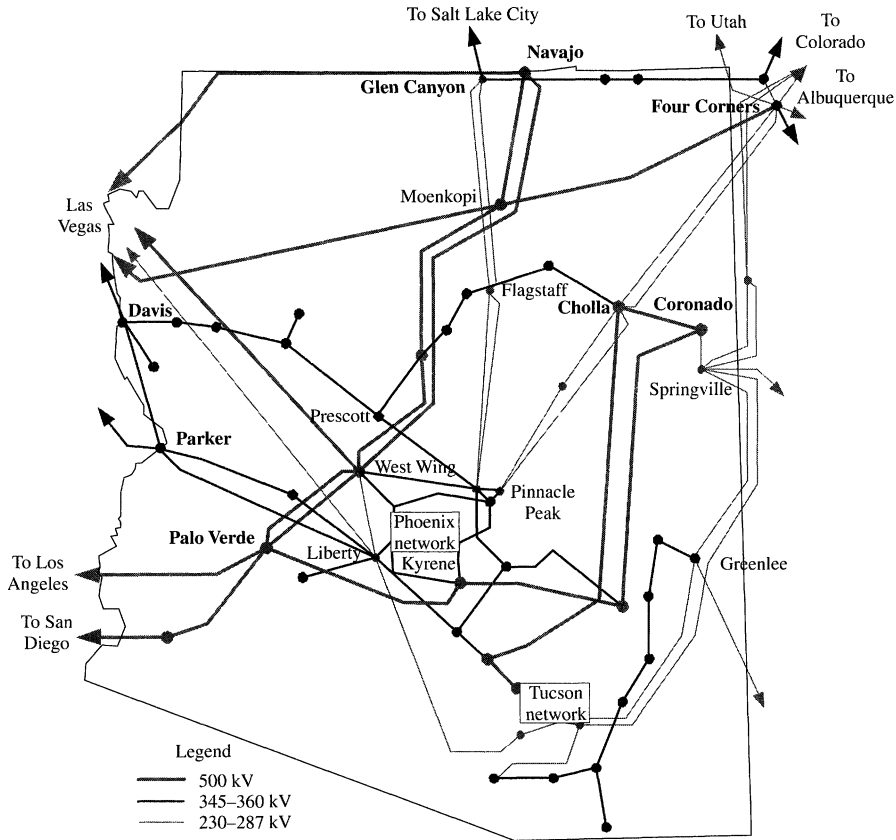 To Salt Lake City
To Utah
To
Colorado
Navajo
Glen Canyon
To
Albuquerque
Four Corners
Moenkopi
Las
Vegas
Flagstaff
Cholla
Coronado
Davis
Springville
Prescott
Parker
West Wing
Pinnacle
Peak
Phoenix
network
Palo Verde
Liberty
Kyrene
To Los
Angeles
Greenlee
To San
Diego
Tucson
network
Legend
500 kV
345–360 kV
230–287 kV